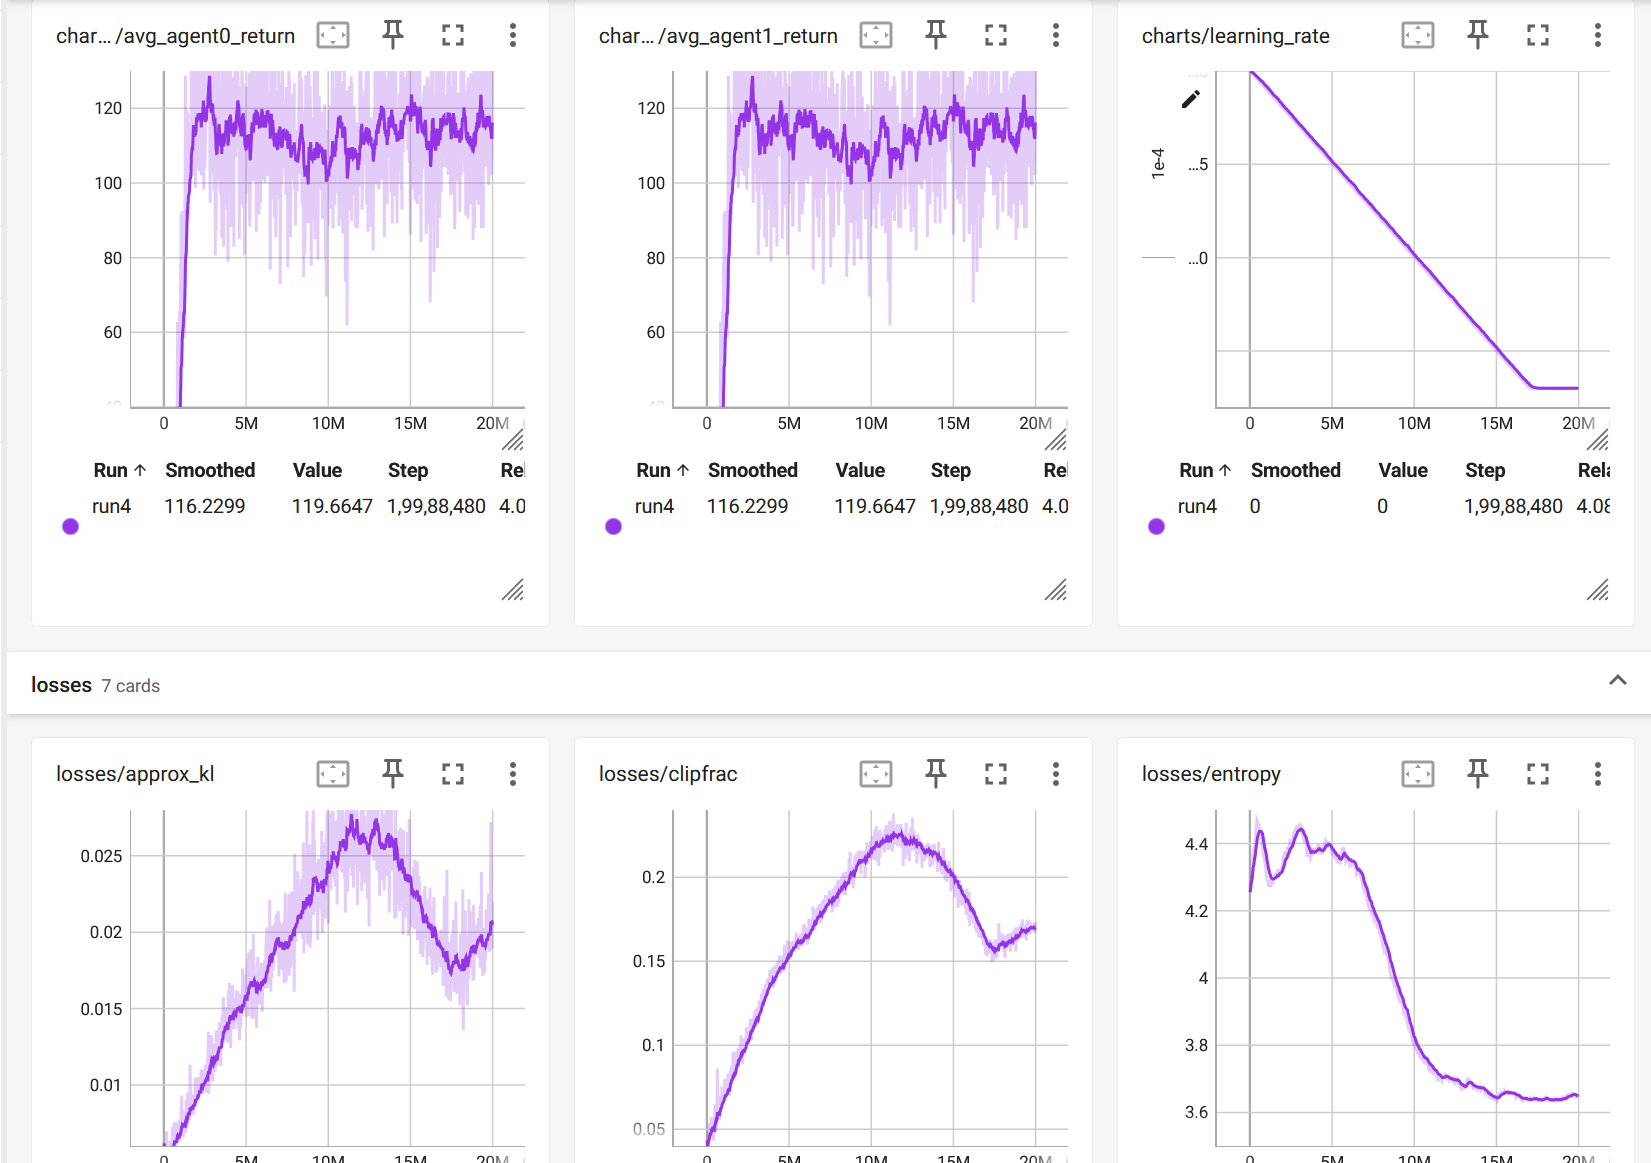 char… /avg_agent0_return
120
100
80
60
40
0 5M 10M 15M 20M
Run ↑ Smoothed Value Step Rel
run4 116.2299 119.6647 1,99,88,480 4.0
char… /avg_agent1_return
120
100
80
60
40
0 5M 10M 15M 20M
Run ↑ Smoothed Value Step Rel
run4 116.2299 119.6647 1,99,88,480 4.0
charts/learning_rate
1e-4
…5
…0
0 5M 10M 15M 20M
Run ↑ Smoothed Value Step Rela
run4 0 0 1,99,88,480 4.08
losses 7 cards
losses/approx_kl
0.025
0.02
0.015
0.01
0 5M 10M 15M 20M
losses/clipfrac
0.2
0.15
0.1
0.05
0 5M 10M 15M 20M
losses/entropy
4.4
4.2
4
3.8
3.6
0 5M 10M 15M 20M